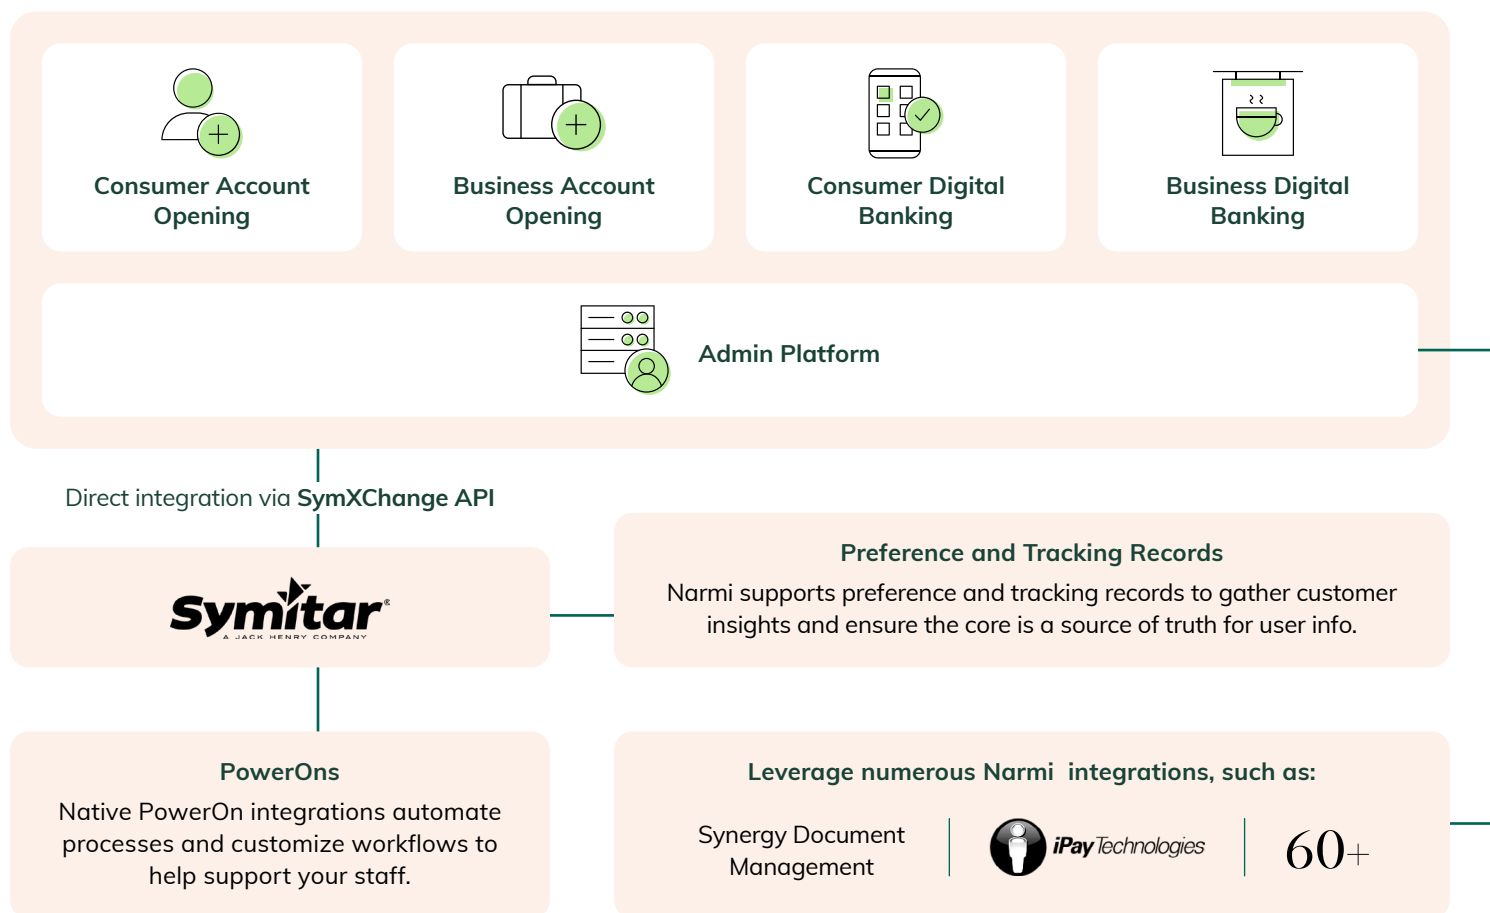 Consumer Account
Opening
Business Account
Opening
Consumer Digital
Banking
Business Digital
Banking
Admin Platform
Direct integration via SymXChange API
Symitar®
A JACK HENRY COMPANY
Preference and Tracking Records
Narmi supports preference and tracking records to gather customer
insights and ensure the core is a source of truth for user info.
PowerOns
Native PowerOn integrations automate
processes and customize workflows to
help support your staff.
Leverage numerous Narmi  integrations, such as:
Synergy Document
Management
iPay Technologies
60+